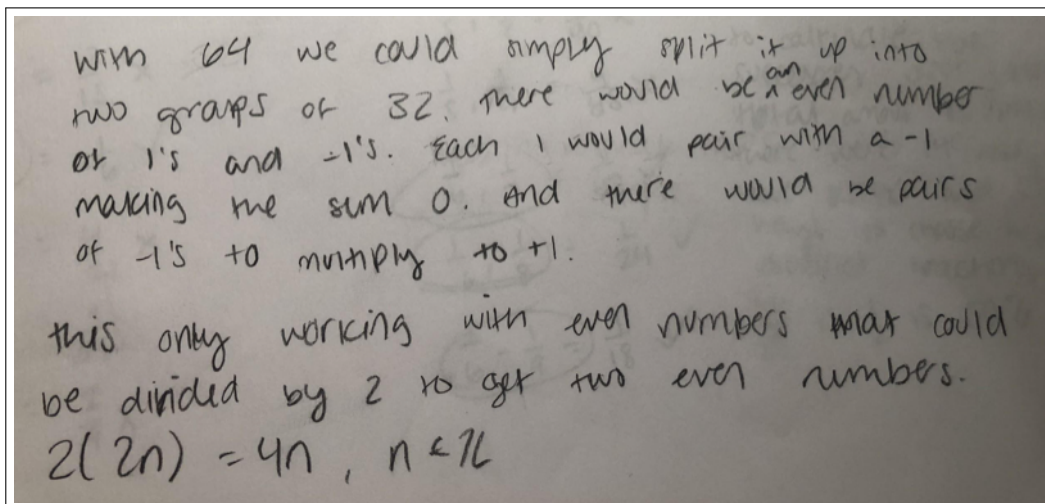 with 64 we could simply split it up into
two groups of 32. There would be an even number
of 1's and -1's. Each 1 would pair with a -1
making the sum 0. And there would be pairs
of -1's to multiply to +1.
this only working with even numbers that could
be divided by 2 to get two even numbers.
2(2n) = 4n, n ∈ ℤ